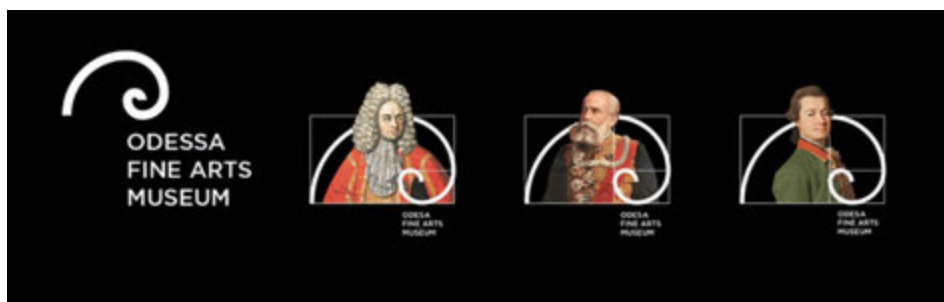 ODESSA
FINE ARTS
MUSEUM
ODESA
FINE ARTS
MUSEUM
ODESA
FINE ARTS
MUSEUM
ODESA
FINE ARTS
MUSEUM